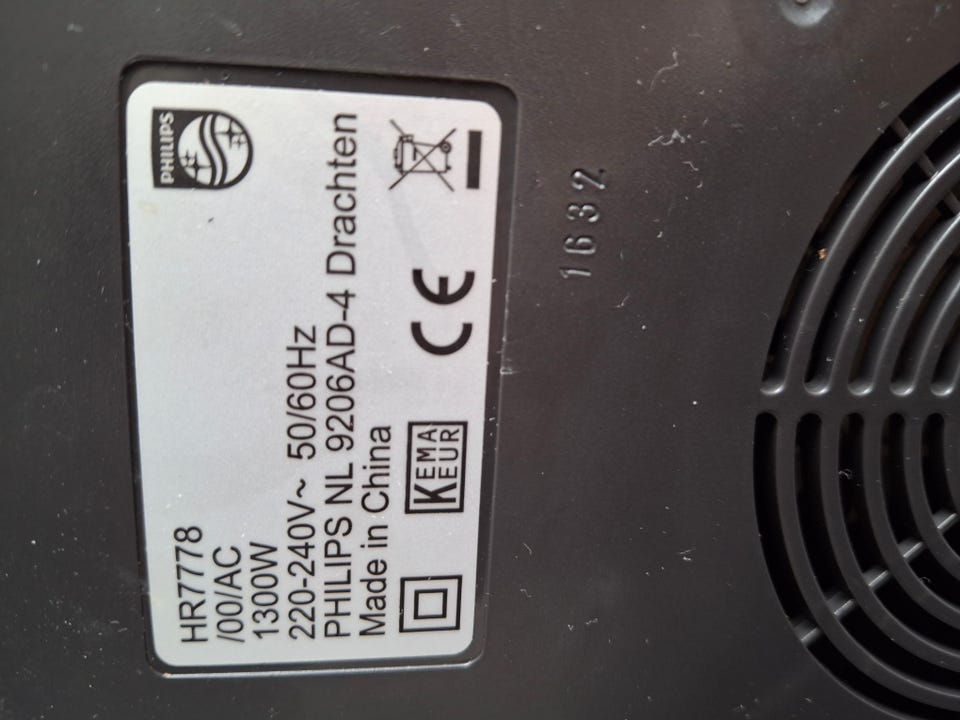 PHILIPS
HR7778
/00/AC
1300W
220-240V~ 50/60Hz
PHILIPS NL 9206AD-4 Drachten
Made in China
KEMA
KEUR
CE
1632